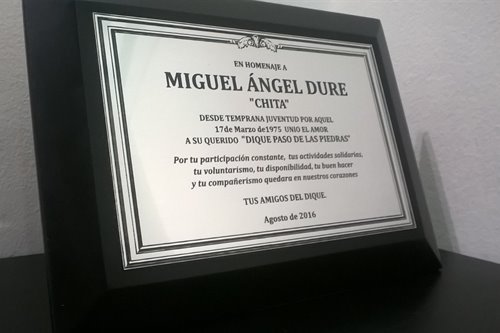 EN HOMENAJE A
MIGUEL ÁNGEL DURE
"CHITA"
DESDE TEMPRANA JUVENTUD POR AQUEL
17de Marzo de1975 UNIO EL AMOR
A SU QUERIDO "DIQUE PASO DE LAS PIEDRAS"
Por tu participación constante, tus actividades solidarias,
tu voluntarismo, tu disponibilidad, tu buen hacer
y tu compañerismo quedara en nuestros corazones
TUS AMIGOS DEL DIQUE.
Agosto de 2016